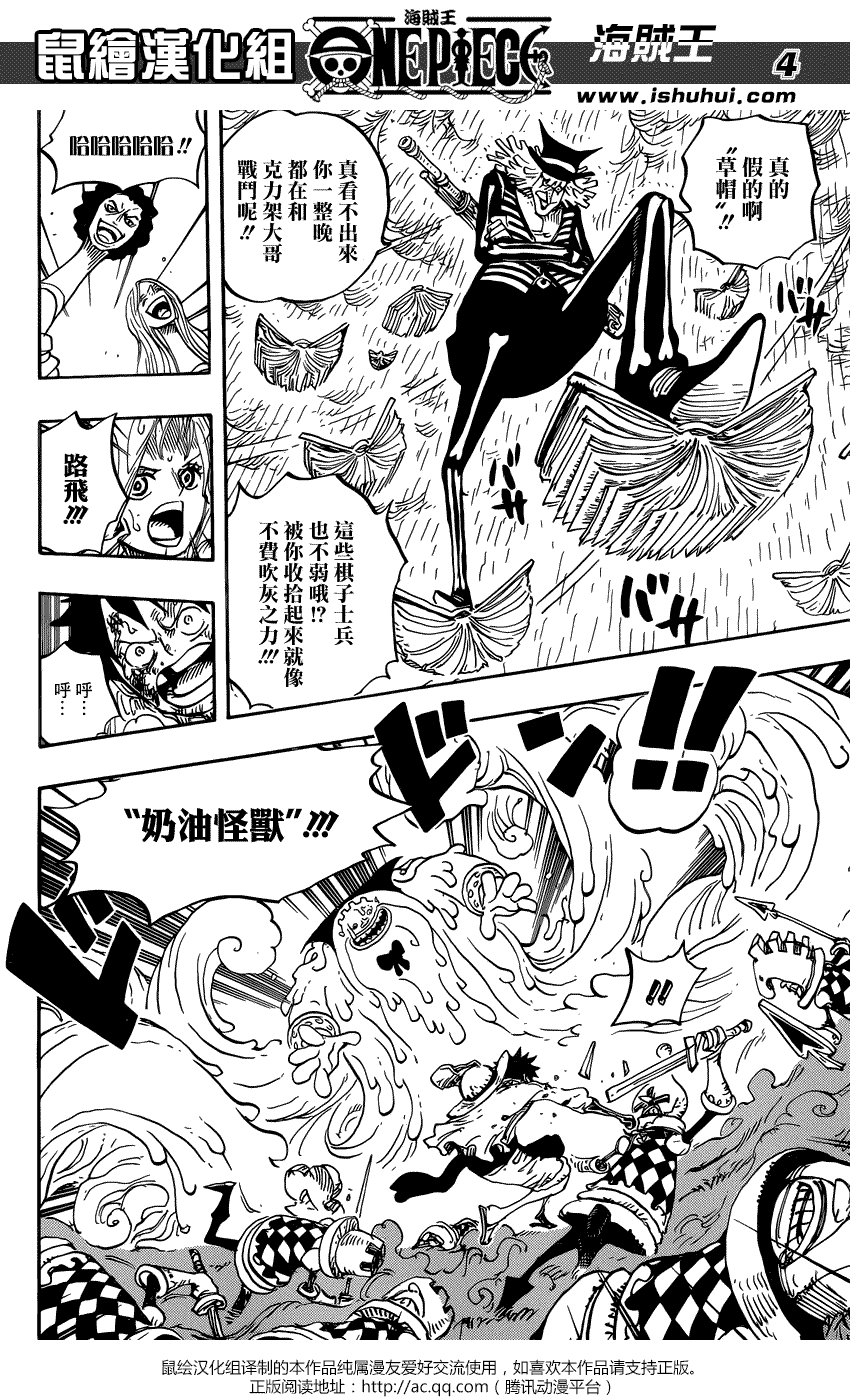 鼠繪漢化組
海賊王
ONE PIECE
海賊王
4
www.ishuhui.com
真的
假的啊
“草帽”!!
真看不出來
你一整晚
都在和
克力架大哥
戰鬥呢!!
バ
バ
バサ
這些棋子士兵
也不弱哦!?
被你收拾起來就像
不費吹灰之力!!!
哈哈哈哈哈!!
路飛!!!
呼…
呼…
!!
ドドン!!
“奶油怪獸”!!!
!!
鼠绘汉化组译制的本作品纯属漫友爱好交流使用，如喜欢本作品请支持正版。
正版阅读地址：http://ac.qq.com（腾讯动漫平台）